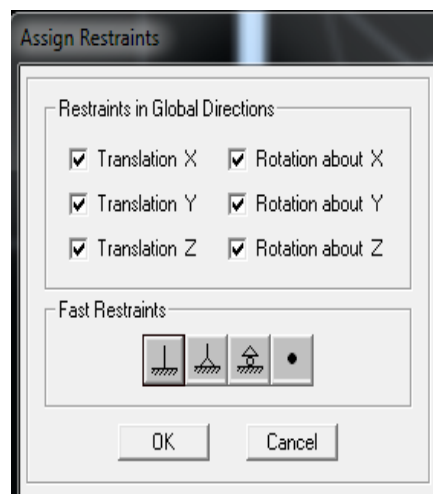 Assign Restraints
Restraints in Global Directions
Translation X Rotation about X
Translation Y Rotation about Y
Translation Z Rotation about Z
Fast Restraints
OK Cancel